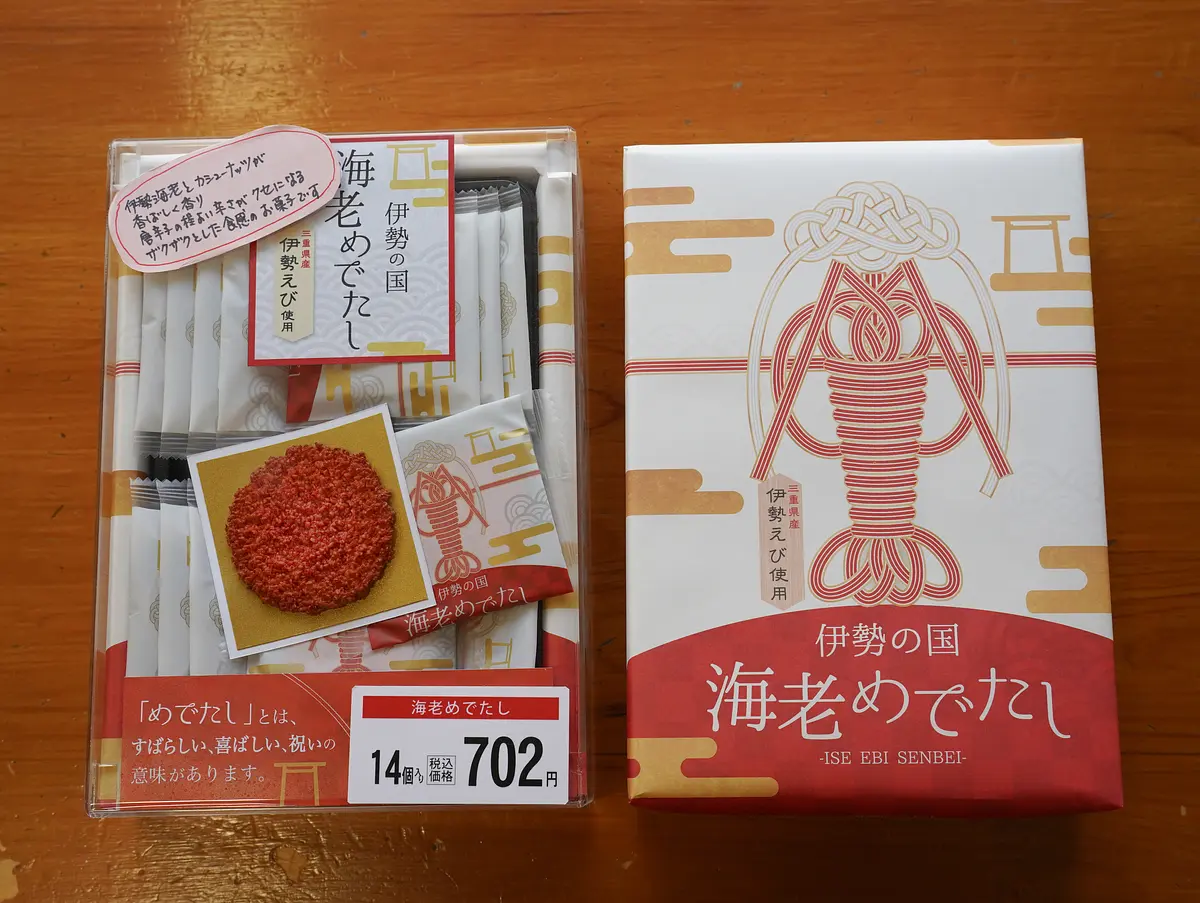 伊勢海老とカシューナッツが
香ばしく香り
唐辛子の程よい辛さがクセになる
ザクザクとした食感のお菓子です
伊勢の国
海老めでたし
三重県産
伊勢えび使用
伊勢の国
海老めでたし
「めでたし」とは、
すばらしい、喜ばしい、祝いの
意味があります。
海老めでたし
14個入り 税込価格 702円
三重県産
伊勢えび使用
伊勢の国
海老めでたし
-ISE EBI SENBEI-